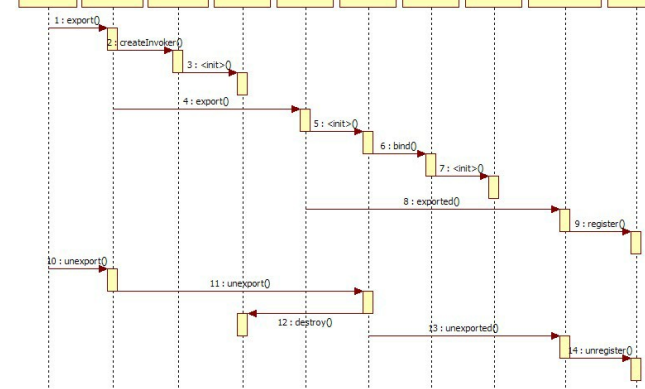 1 : export()
2 : createInvoker()
3 : <init>()
4 : export()
5 : <init>()
6 : bind()
7 : <init>()
8 : exported()
9 : register()
10 : unexport()
11 : unexport()
12 : destroy()
13 : unexported()
14 : unregister()